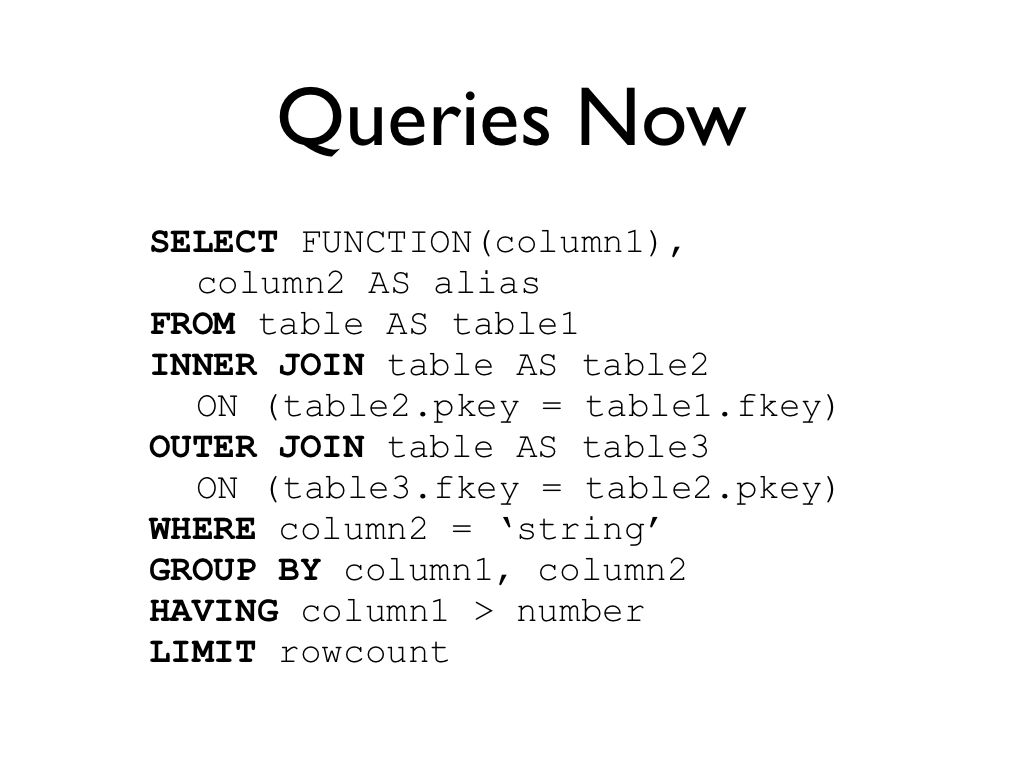 Queries Now
SELECT FUNCTION(column1),
column2 AS alias
FROM table AS table1
INNER JOIN table AS table2
ON (table2.pkey = table1.fkey)
OUTER JOIN table AS table3
ON (table3.fkey = table2.pkey)
WHERE column2 = ‘string’
GROUP BY column1, column2
HAVING column1 > number
LIMIT rowcount